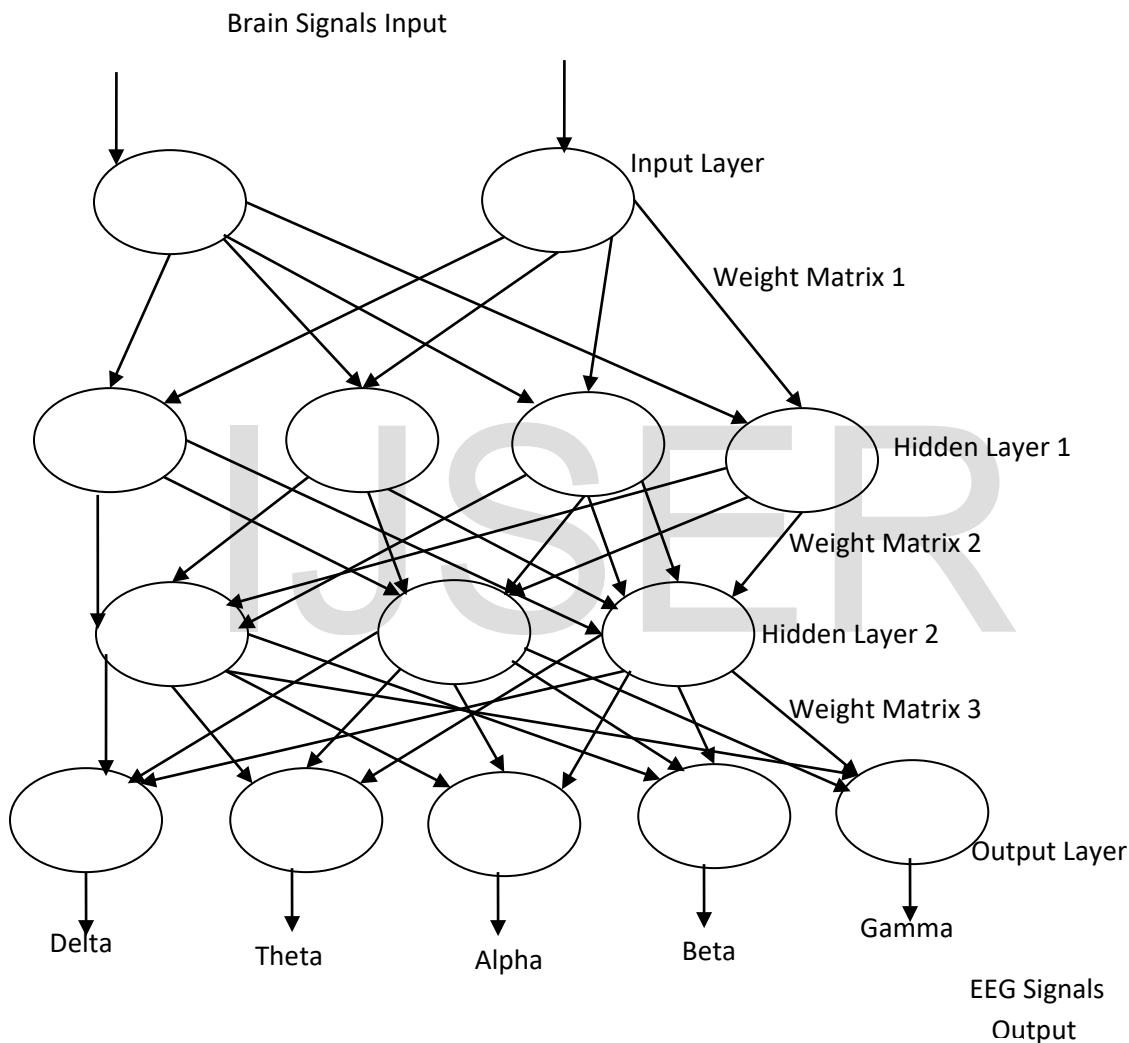 Brain Signals Input
Input Layer
Weight Matrix 1
Hidden Layer 1
IJSER
Weight Matrix 2
Hidden Layer 2
Weight Matrix 3
Output Layer
Delta
Theta
Alpha
Beta
Gamma
EEG Signals
Output